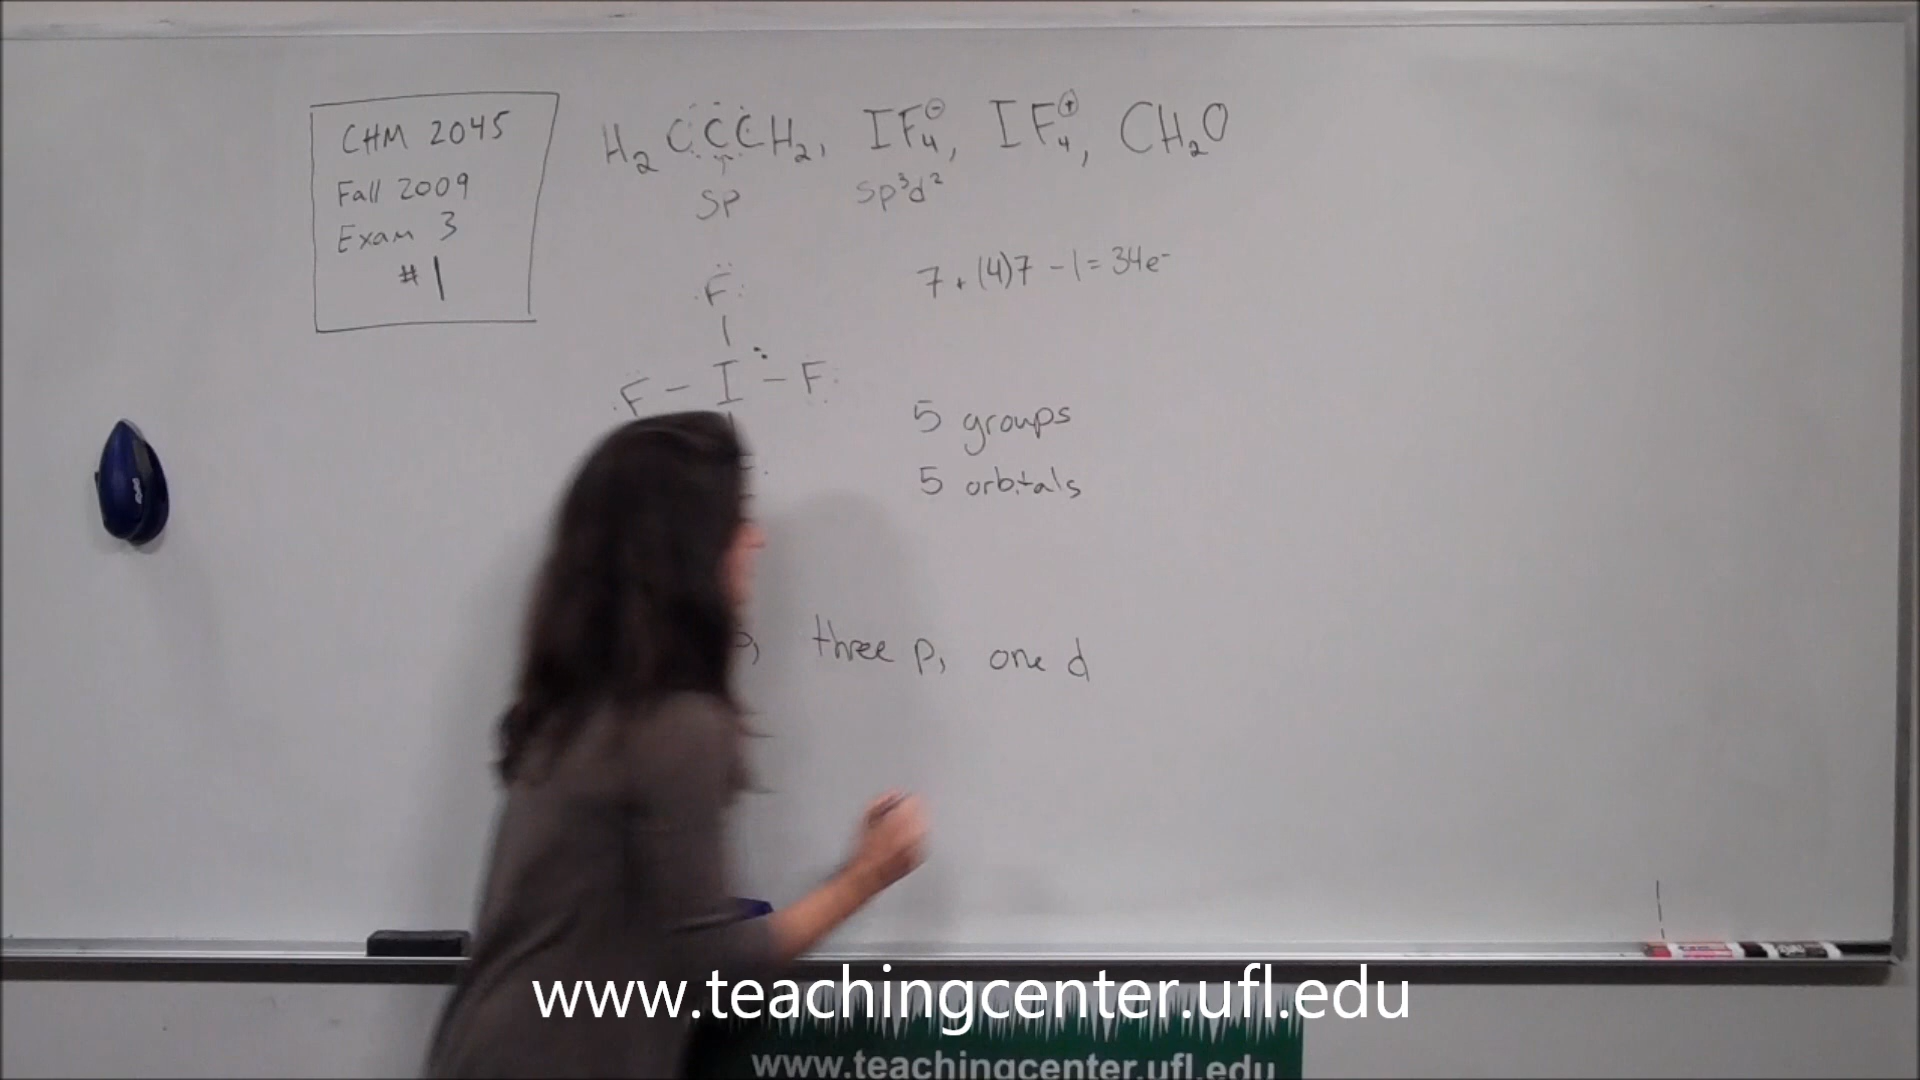 CHM 2045
Fall 2009
Exam 3
# 1
H₂CCCH₂, IF₄⊖, IF₄⊕, CH₂O
sp sp³d²
7 + (4)7 - 1 = 34e⁻
F
F - I - F
5 groups
5 orbitals
three p, one d
EXPO
www.teachingcenter.ufl.edu
www.teachingcenter.ufl.edu